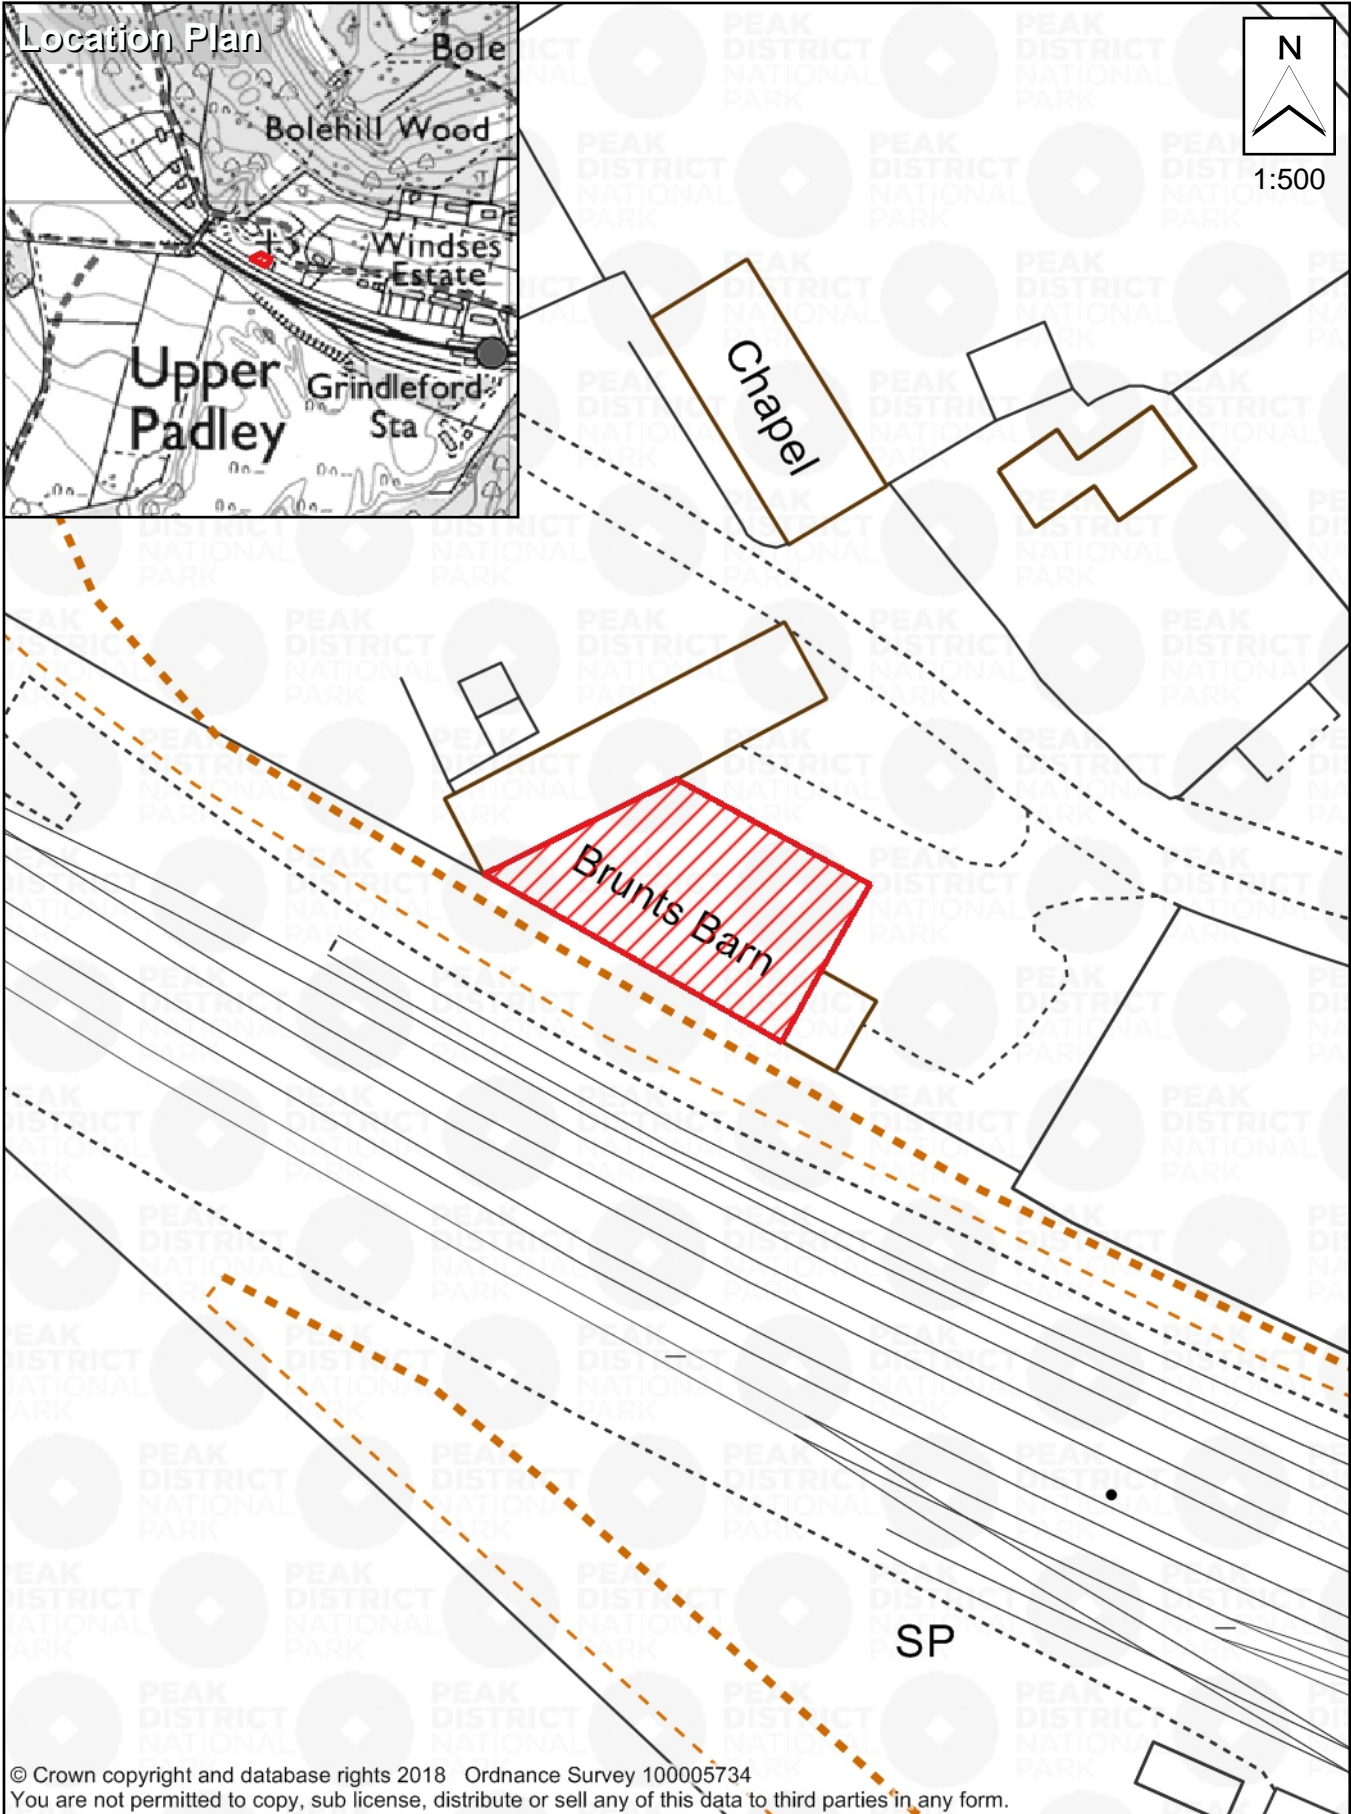 Location Plan
Bole
Bolehill Wood
Windses
Estate
Upper
Padley
Grindleford
Sta
N
1:500
Chapel
Brunts Barn
SP
PEAK
DISTRICT
NATIONAL
PARK
© Crown copyright and database rights 2018 Ordnance Survey 100005734
You are not permitted to copy, sub license, distribute or sell any of this data to third parties in any form.